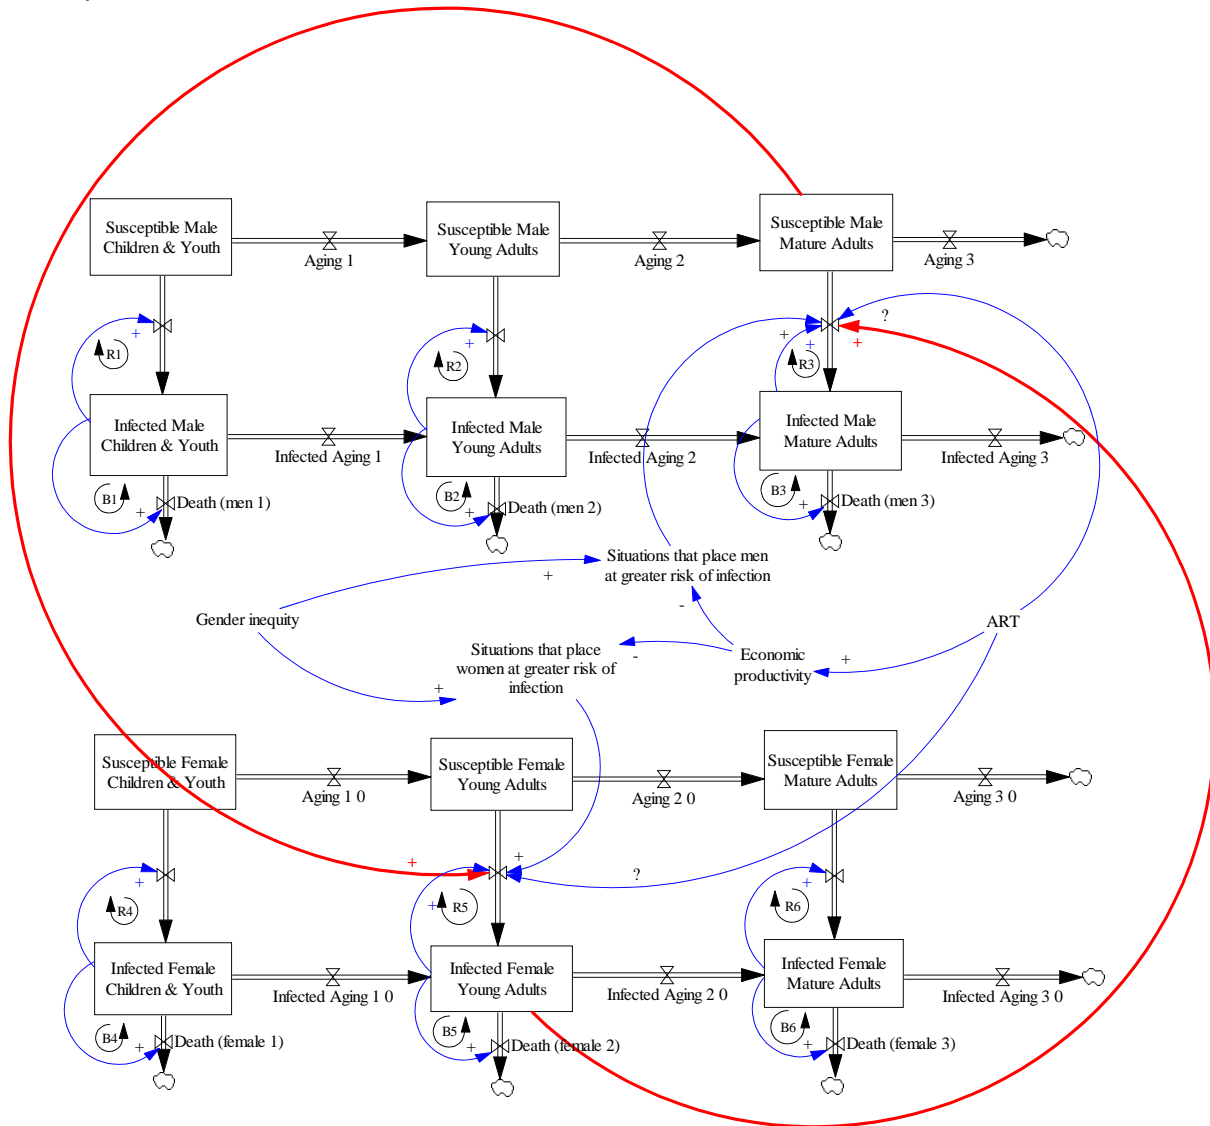 Susceptible Male
Children & Youth
Aging 1
Susceptible Male
Young Adults
Aging 2
Susceptible Male
Mature Adults
Aging 3
+
R1
+
R2
+
+
?
+
R3
Infected Male
Children & Youth
Infected Aging 1
Infected Male
Young Adults
Infected Aging 2
Infected Male
Mature Adults
Infected Aging 3
B1
+
Death (men 1)
B2
+
Death (men 2)
B3
+
Death (men 3)
Situations that place men
at greater risk of infection
+
-
Gender inequity
ART
Situations that place
women at greater risk of
infection
-
Economic
productivity
+
+
Susceptible Female
Children & Youth
Aging 1 0
Susceptible Female
Young Adults
Aging 2 0
Susceptible Female
Mature Adults
Aging 3 0
+
+
+
?
+
R4
+
R5
R6
Infected Female
Children & Youth
Infected Aging 1 0
Infected Female
Young Adults
Infected Aging 2 0
Infected Female
Mature Adults
Infected Aging 3 0
B4
+
Death (female 1)
B5
+
Death (female 2)
B6
+
Death (female 3)